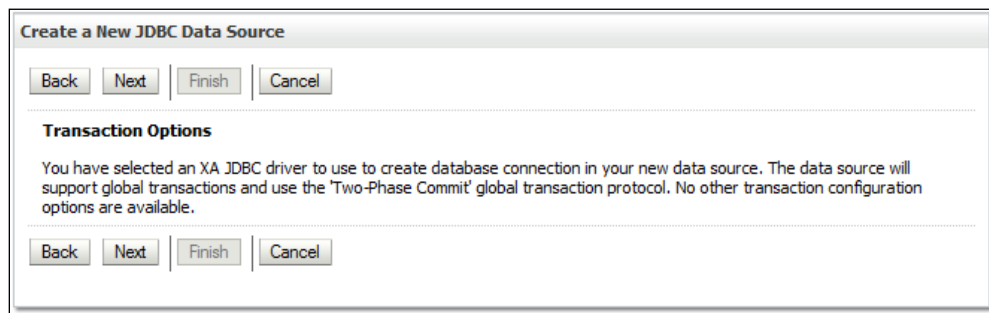 Create a New JDBC Data Source
Back Next Finish Cancel
Transaction Options
You have selected an XA JDBC driver to use to create database connection in your new data source. The data source will
support global transactions and use the 'Two-Phase Commit' global transaction protocol. No other transaction configuration
options are available.
Back Next Finish Cancel